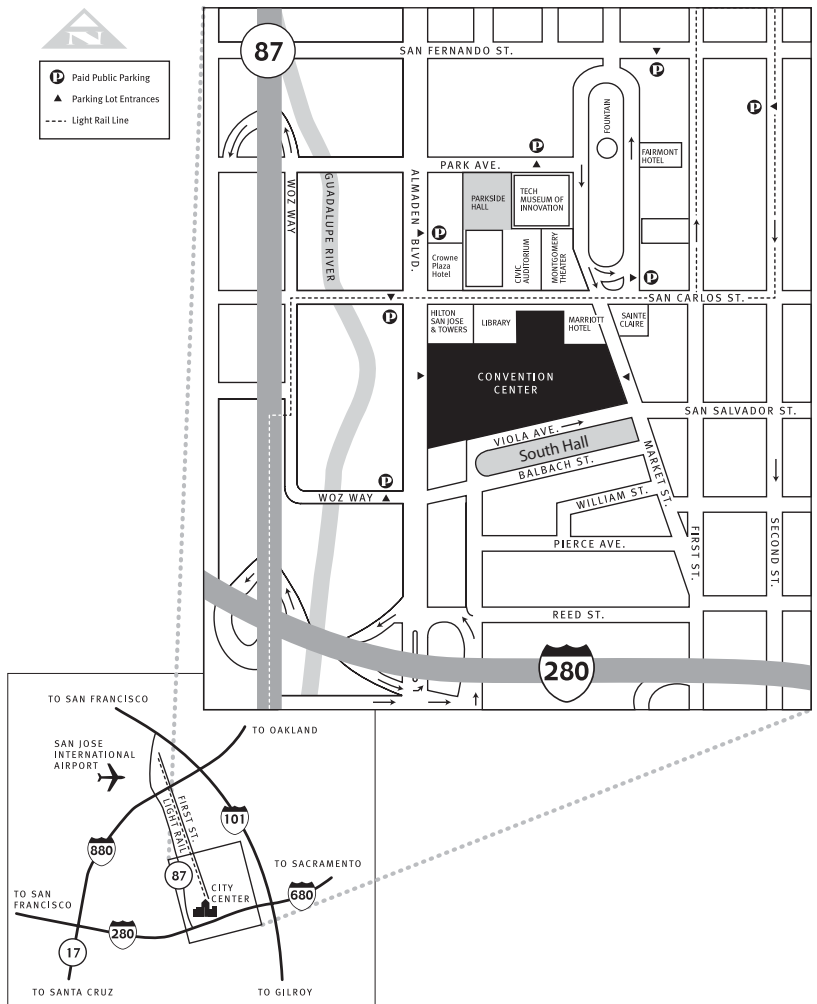 N
P Paid Public Parking
Parking Lot Entrances
Light Rail Line
87
SAN FERNANDO ST.
P
P
FOUNTAIN
P
PARK AVE.
FAIRMONT
HOTEL
WOZ WAY
GUADALUPE RIVER
ALMADEN BLVD.
PARKSIDE
HALL
TECH
MUSEUM OF
INNOVATION
P
Crowne
Plaza
Hotel
CIVIC
AUDITORIUM
MONTGOMERY
THEATER
P
SAN CARLOS ST.
P
HILTON
SAN JOSE
& TOWERS
LIBRARY
MARRIOTT
HOTEL
SAINTE
CLAIRE
CONVENTION
CENTER
SAN SALVADOR ST.
VIOLA AVE.
South Hall
BALBACH ST.
MARKET ST.
P
WOZ WAY
WILLIAM ST.
PIERCE AVE.
FIRST ST.
SECOND ST.
REED ST.
280
TO SAN FRANCISCO
TO OAKLAND
SAN JOSE
INTERNATIONAL
AIRPORT
FIRST ST.
LIGHT RAIL
101
880
87
TO SACRAMENTO
CITY
CENTER
680
TO SAN
FRANCISCO
280
17
TO SANTA CRUZ
TO GILROY